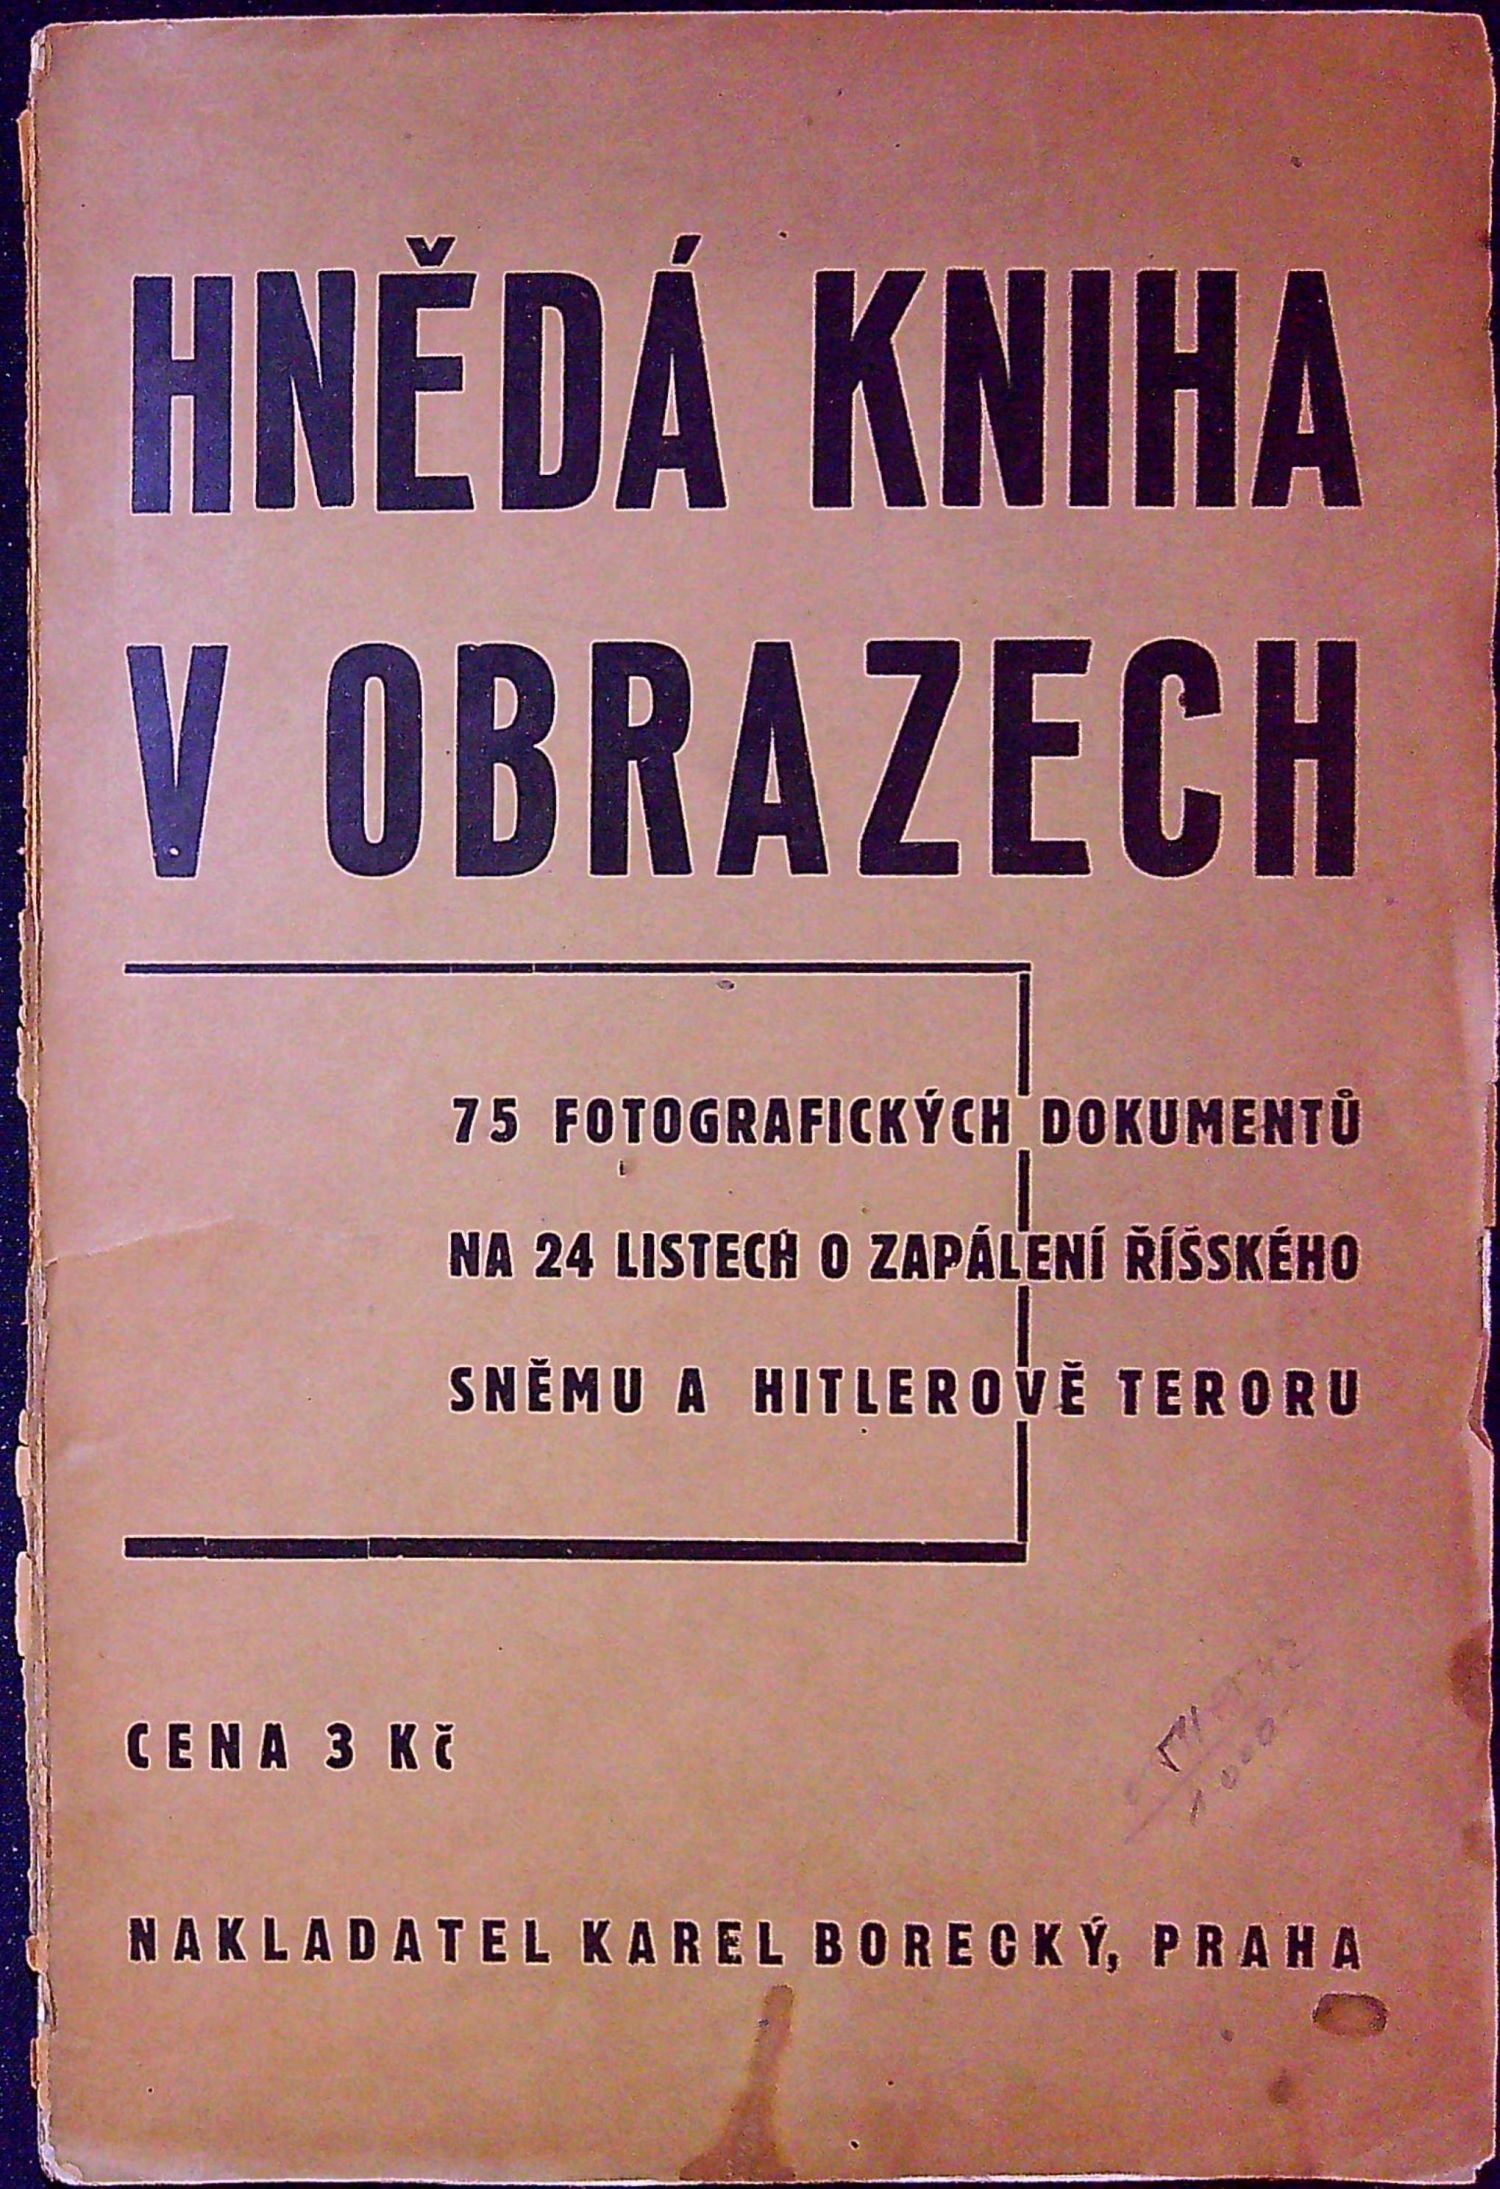 HNĚDÁ KNIHA
V OBRAZECH
75 FOTOGRAFICKÝCH DOKUMENTŮ
NA 24 LISTECH O ZAPÁLENÍ ŘÍŠSKÉHO
SNĚMU A HITLEROVĚ TERORU
CENA 3 Kč
NAKLADATEL KAREL BORECKÝ, PRAHA